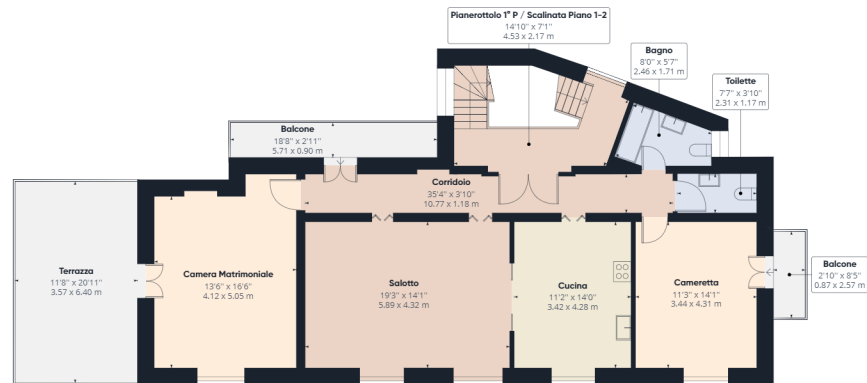 Pianerottolo 1° P / Scalinata Piano 1-2
14'10" x 7'1"
4.53 x 2.17 m
Bagno
8'0" x 5'7"
2.46 x 1.71 m
Toilette
7'7" x 3'10"
2.31 x 1.17 m
Balcone
18'8" x 2'11"
5.71 x 0.90 m
Corridoio
35'4" x 3'10"
10.77 x 1.18 m
Terrazza
11'8" x 20'11"
3.57 x 6.40 m
Camera Matrimoniale
13'6" x 16'6"
4.12 x 5.05 m
Salotto
19'3" x 14'1"
5.89 x 4.32 m
Cucina
11'2" x 14'0"
3.42 x 4.28 m
Cameretta
11'3" x 14'1"
3.44 x 4.31 m
Balcone
2'10" x 8'5"
0.87 x 2.57 m